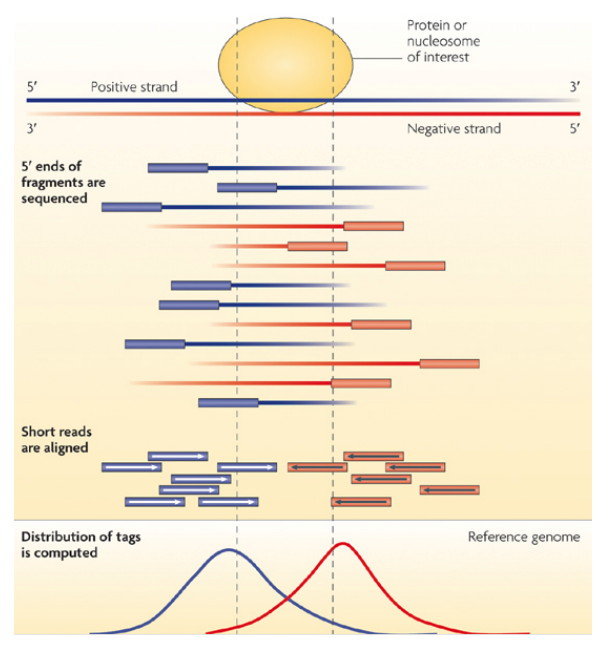 Protein or
nucleosome
of interest
5′
Positive strand
3′
3′
Negative strand
5′
5′ ends of
fragments are
sequenced
Short reads
are aligned
Distribution of tags
is computed
Reference genome